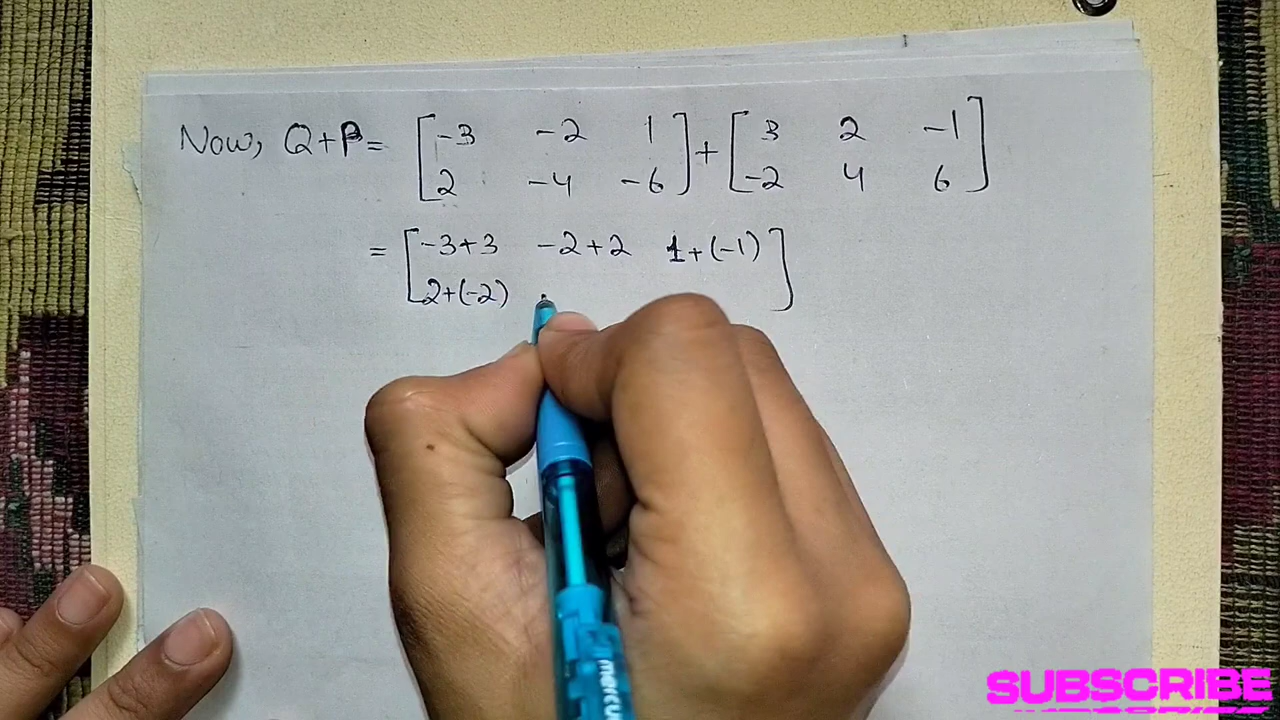 Now, Q+P= [ -3 -2 1 ] + [ 3 2 -1 ]
[ 2 -4 -6 ] [ -2 4 6 ]
= [ -3+3 -2+2 1+(-1) ]
[ 2+(-2) ]
SUBSCRIBE